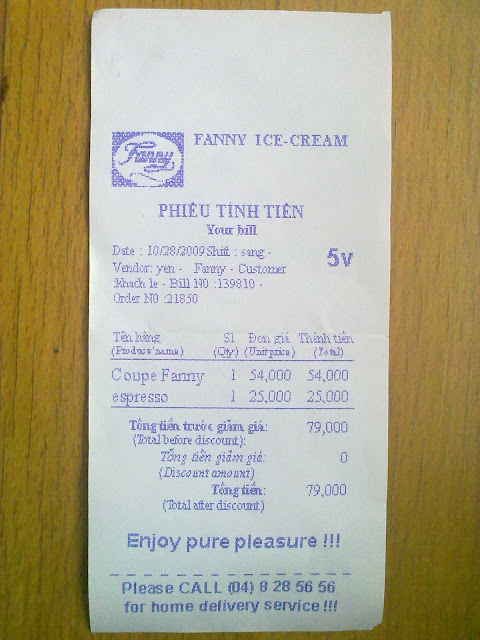 Fanny
FANNY ICE-CREAM
PHIẾU TÍNH TIỀN
Your bill
Date : 10/28/2009 Shift : sang -
5v
Vendor: yen - Fanny - Customer
:khach le - Bill N0 :139810 -
Order N0 :21850
Tên hàng Sl Đơn giá Thành tiền
(Product name) (Qty) (Unit price) (Total)
Coupe Fanny 1 54,000 54,000
espresso 1 25,000 25,000
Tổng tiền trước giảm giá: 79,000
(Total before discount):
Tổng tiền giảm giá: 0
(Discount amount)
Tổng tiền: 79,000
(Total after discount)
Enjoy pure pleasure !!!
Please CALL (04) 8 28 56 56
for home delivery service !!!